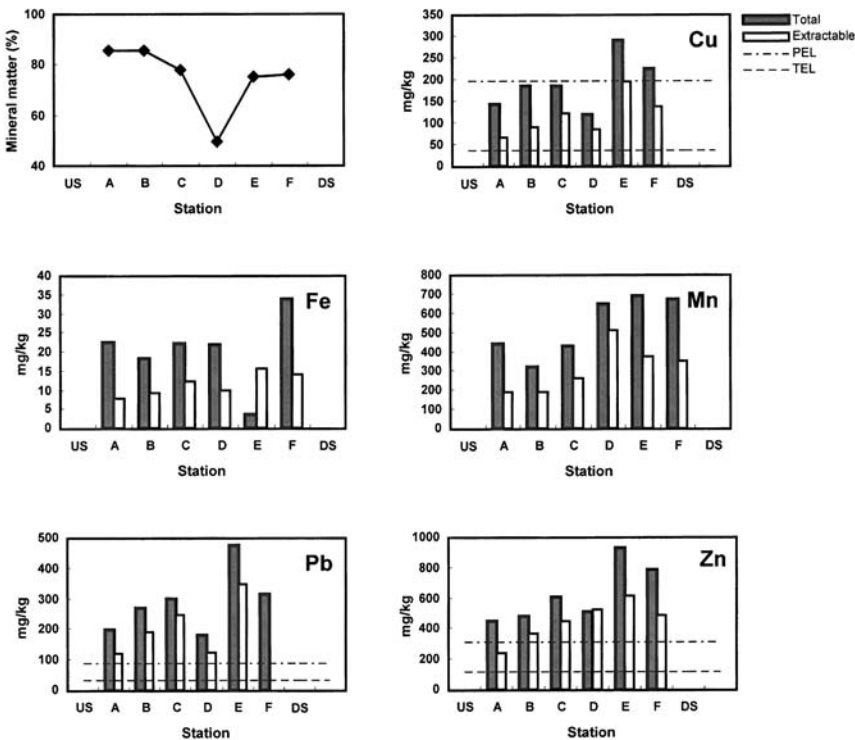 Mineral matter (%)
100
80
60
40
US A B C D E F DS
Station
mg/kg
350
300
250
200
150
100
50
0
Cu
US A B C D E F DS
Station
Total
Extractable
PEL
TEL
mg/kg
40
35
30
25
20
15
10
5
0
Fe
US A B C D E F DS
Station
mg/kg
800
700
600
500
400
300
200
100
0
Mn
US A B C D E F DS
Station
mg/kg
500
400
300
200
100
0
Pb
US A B C D E F DS
Station
mg/kg
1000
800
600
400
200
0
Zn
US A B C D E F DS
Station